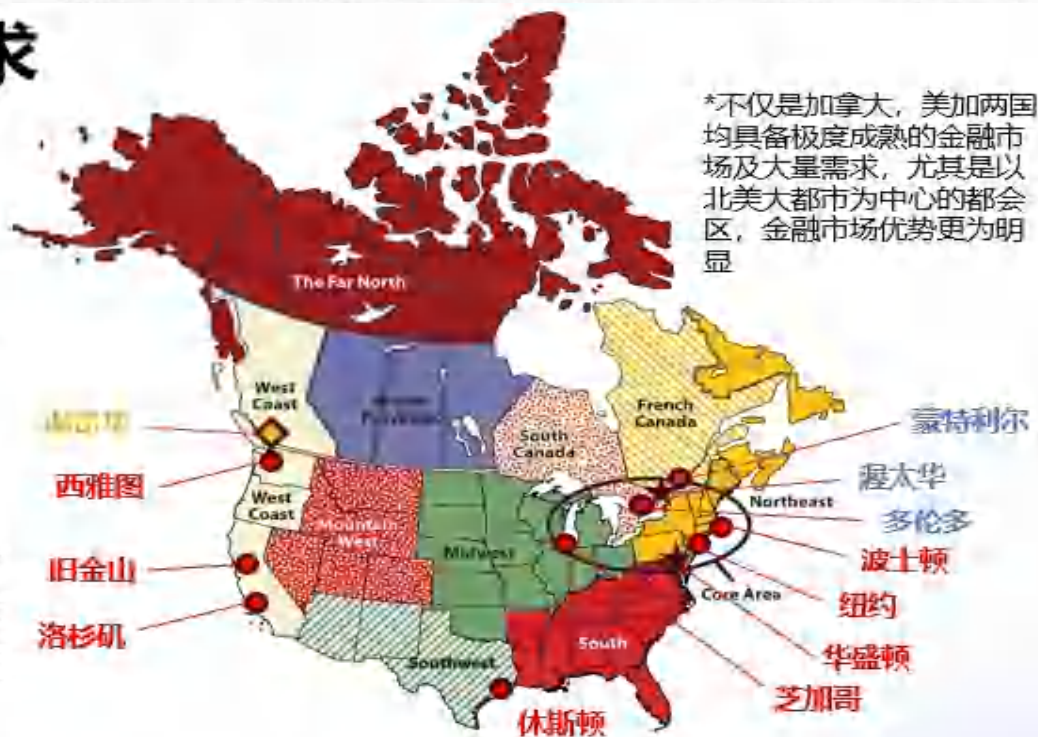 求
*不仅是加拿大，美加两国
均具备极度成熟的金融市
场及大量需求，尤其是以
北美大都市为中心的都会
区，金融市场优势更为明
显
The Far North
West
Coast
South
Canada
French
Canada
蒙特利尔
渥太华
西雅图
West
Coast
Northeast
多伦多
Mountain
West
Midwest
波士顿
旧金山
Core Area
纽约
洛杉矶
South
华盛顿
Southwest
芝加哥
休斯顿